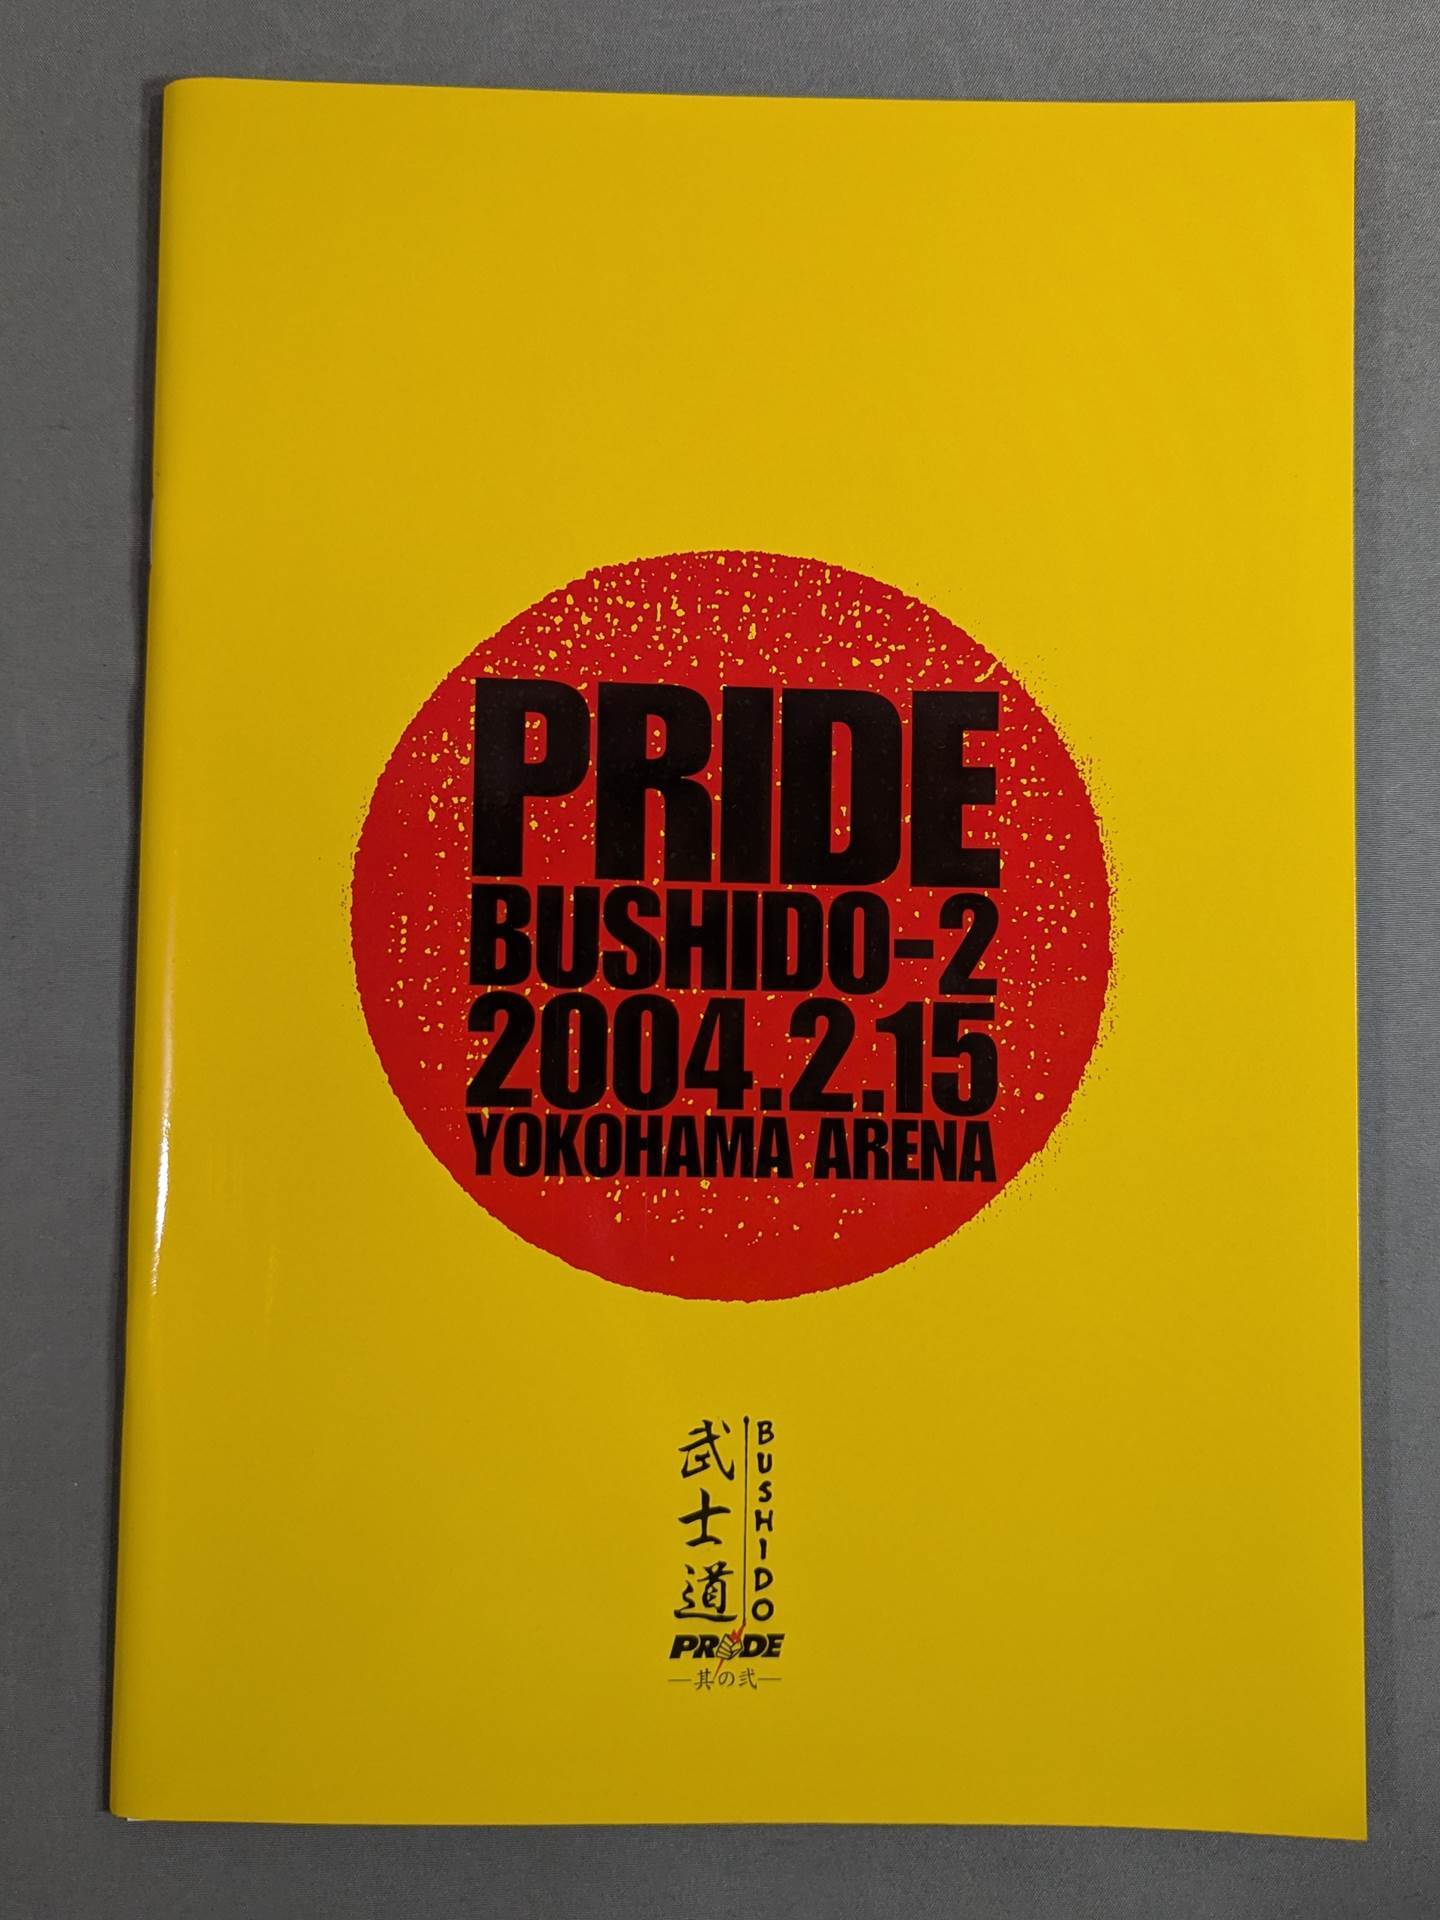 PRIDE
BUSHIDO-2
2004.2.15
YOKOHAMA ARENA
武士道
BUSHIDO
PRIDE
—其の弐—